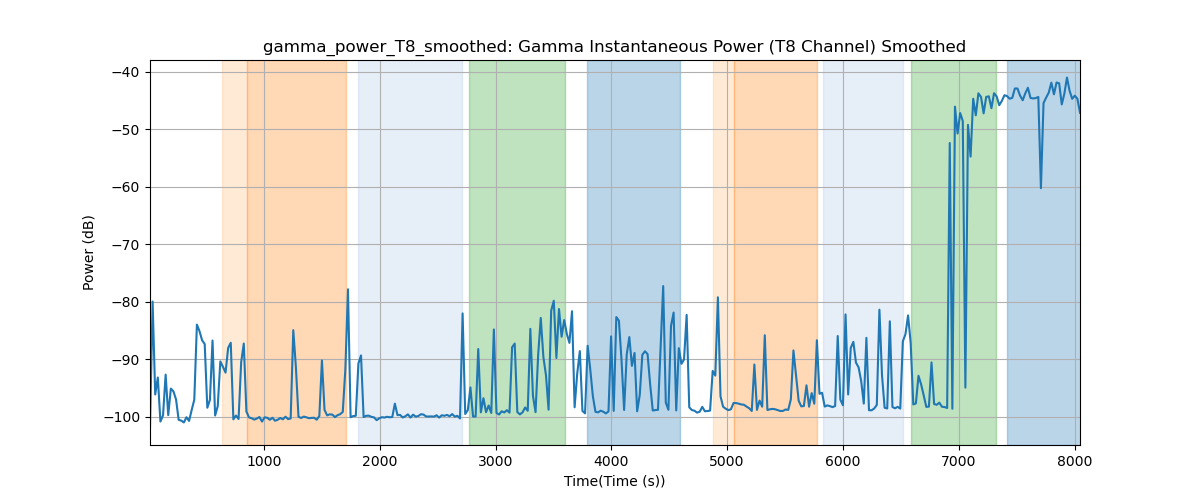 gamma_power_T8_smoothed: Gamma Instantaneous Power (T8 Channel) Smoothed
Power (dB)
−40
−50
−60
−70
−80
−90
−100
1000 2000 3000 4000 5000 6000 7000 8000
Time(Time (s))